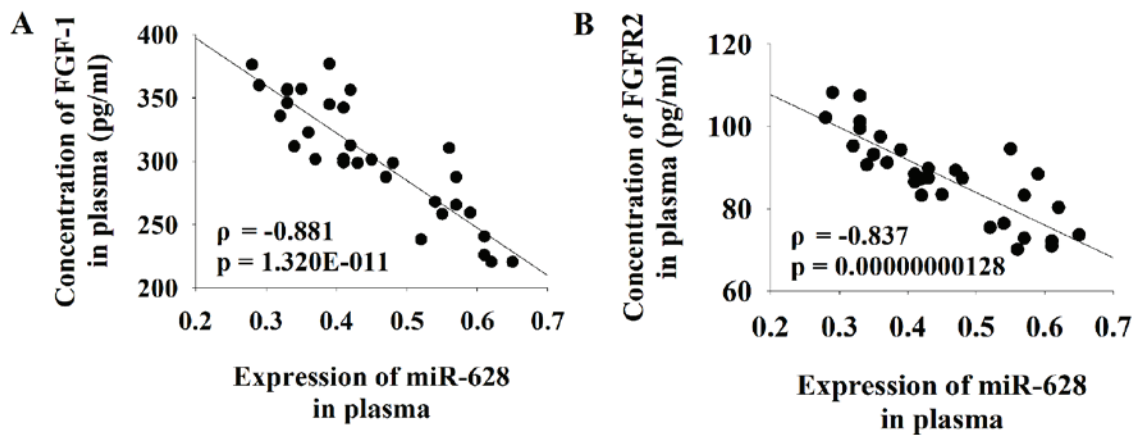 A
Concentration of FGF-1
in plasma (pg/ml)
400
350
300
250
200
ρ = -0.881
p = 1.320E-011
0.2 0.3 0.4 0.5 0.6 0.7
Expression of miR-628
in plasma
B
Concentration of FGFR2
in plasma (pg/ml)
120
100
80
60
ρ = -0.837
p = 0.00000000128
0.2 0.3 0.4 0.5 0.6 0.7
Expression of miR-628
in plasma